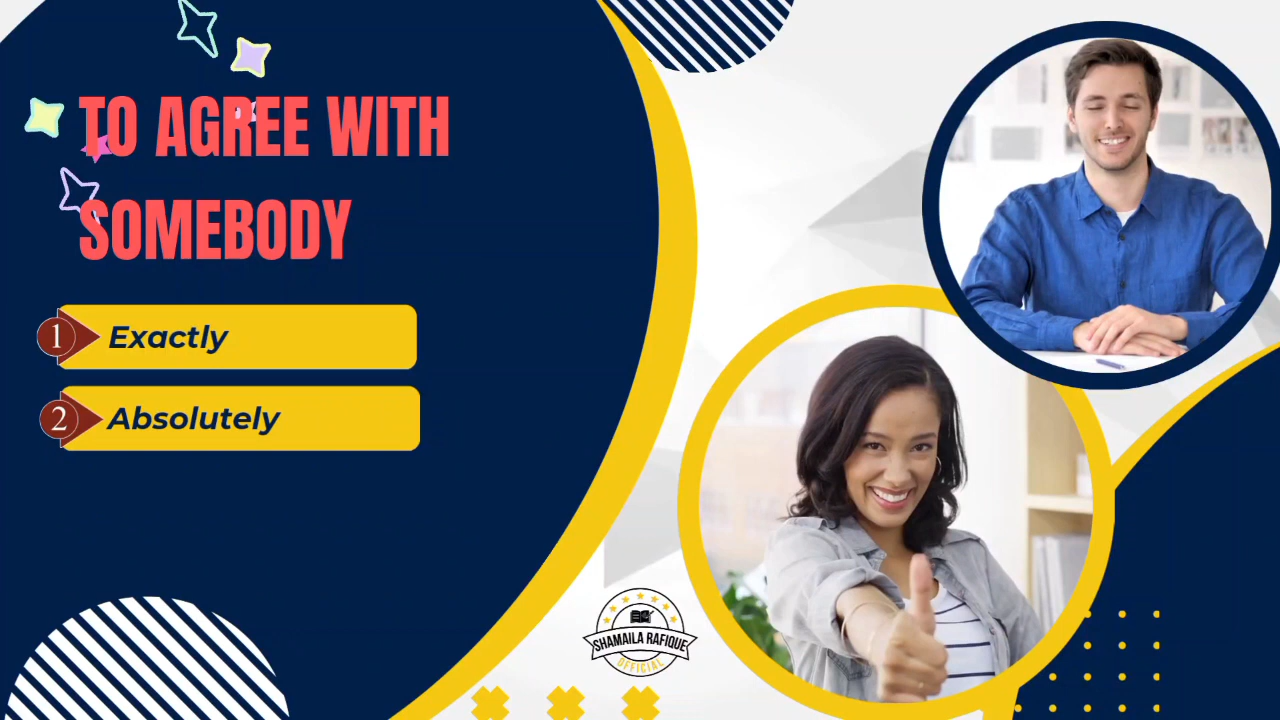 TO AGREE WITH
SOMEBODY
1 Exactly
2 Absolutely
SHAMAILA RAFIQUE
OFFICIAL